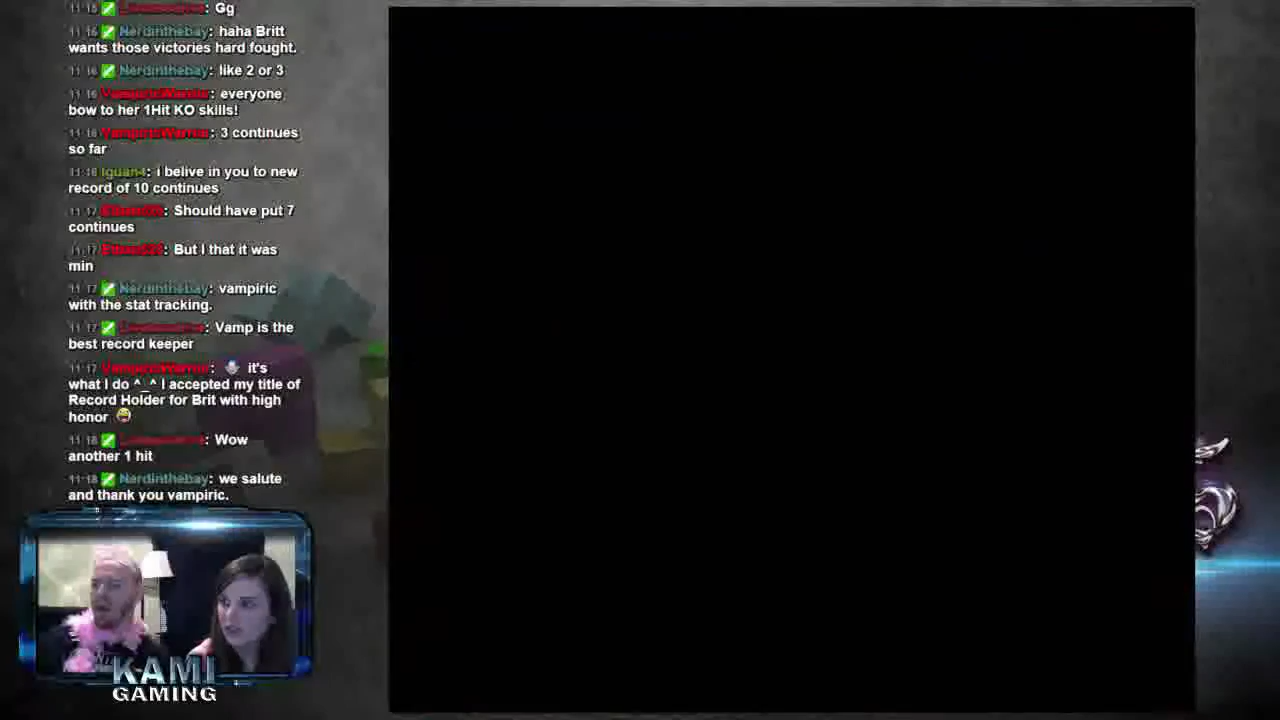 Gg
11:16 Nerdinthebay: haha Britt
wants those victories hard fought.
11:16 Nerdinthebay: like 2 or 3
11:16 VampiricWarrior: everyone
bow to her 1Hit KO skills!
11:16 VampiricWarrior: 3 continues
so far
11:16 Iguan4: i belive in you to new
record of 10 continues
11:17 Should have put 7
continues
11:17 But I that it was
min
11:17 Nerdinthebay: vampiric
with the stat tracking.
11:17 Vamp is the
best record keeper
11:17 VampiricWarrior: it's
what I do ^_^ I accepted my title of
Record Holder for Brit with high
honor
11:18 Wow
another 1 hit
11:18 Nerdinthebay: we salute
and thank you vampiric.
KAMI
GAMING